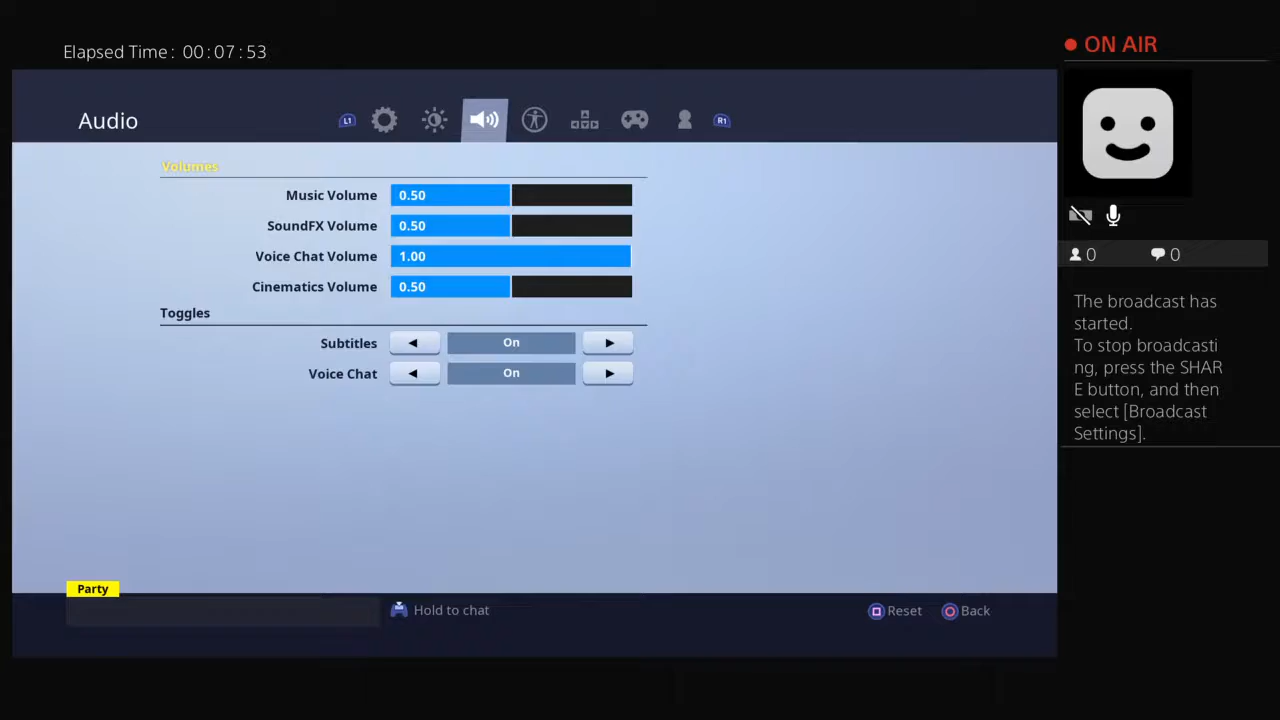 Elapsed Time: 00:07:53
ON AIR
Audio
L1
R1
Volumes
Music Volume 0.50
SoundFX Volume 0.50
Voice Chat Volume 1.00
Cinematics Volume 0.50
Toggles
Subtitles On
Voice Chat On
Party
Hold to chat
Reset
Back
0 0
The broadcast has
started.
To stop broadcasti
ng, press the SHAR
E button, and then
select [Broadcast
Settings].